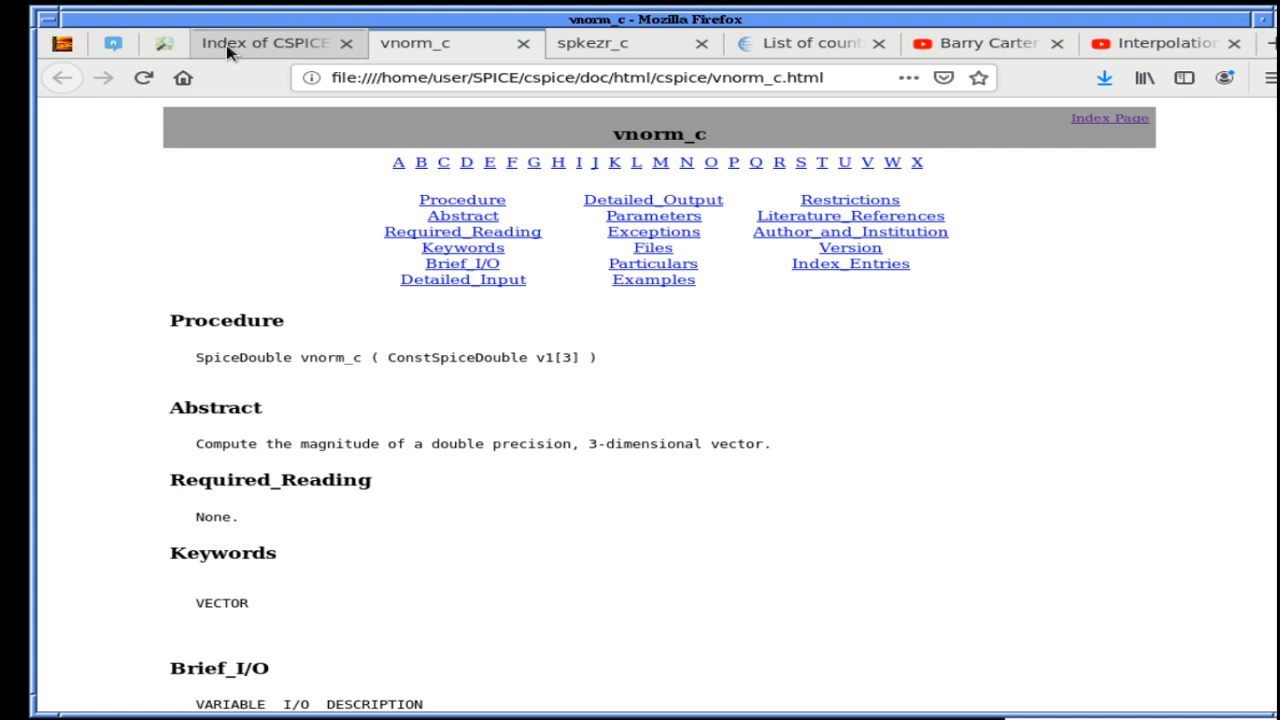 vnorm_c - Mozilla Firefox
Index of CSPICE vnorm_c spkezr_c List of count Barry Carter Interpolation
file:////home/user/SPICE/cspice/doc/html/cspice/vnorm_c.html
Index Page
vnorm_c
A B C D E F G H I J K L M N O P Q R S T U V W X
Procedure Detailed_Output Restrictions
Abstract Parameters Literature_References
Required_Reading Exceptions Author_and_Institution
Keywords Files Version
Brief_I/O Particulars Index_Entries
Detailed_Input Examples
Procedure
SpiceDouble vnorm_c ( ConstSpiceDouble v1[3] )
Abstract
Compute the magnitude of a double precision, 3-dimensional vector.
Required_Reading
None.
Keywords
VECTOR
Brief_I/O
VARIABLE I/O DESCRIPTION